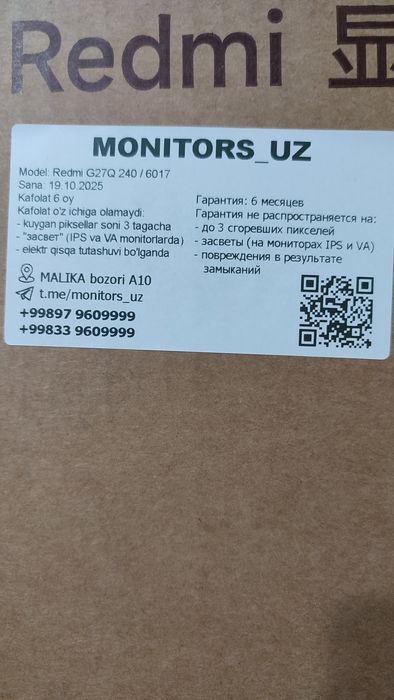 Redmi 显
MONITORS_UZ
Model: Redmi G27Q 240 / 6017
Sana: 19.10.2025
Kafolat 6 oy
Kafolat o'z ichiga olamaydi:
- kuygan piksellar soni 3 tagacha
- "засвет" (IPS va VA monitorlarda)
- elektr qisqa tutashuvi bo'lganda
Гарантия: 6 месяцев
Гарантия не распространяется на:
- до 3 сгоревших пикселей
- засветы (на мониторах IPS и VA)
- повреждения в результате
замыканий
MALIKA bozori A10
t.me/monitors_uz
+99897 9609999
+99833 9609999